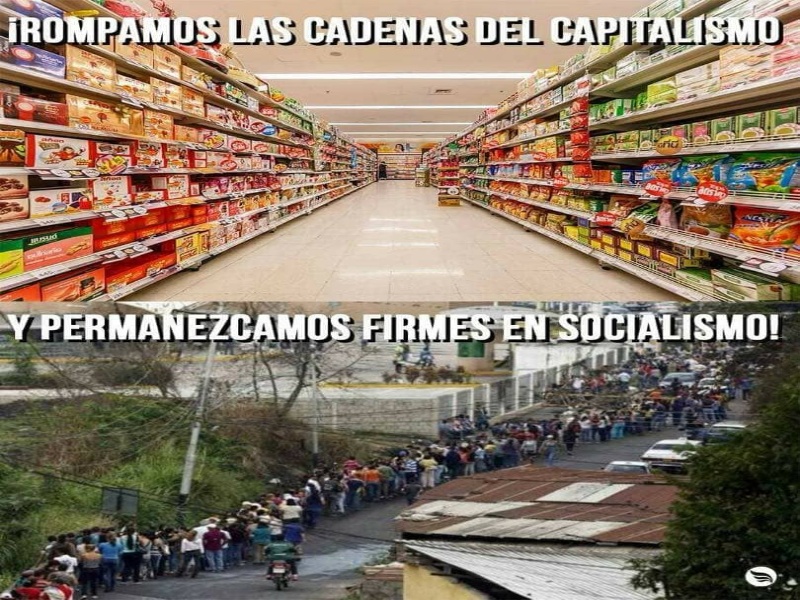 ¡ROMPAMOS LAS CADENAS DEL CAPITALISMO
Y PERMANEZCAMOS FIRMES EN SOCIALISMO!